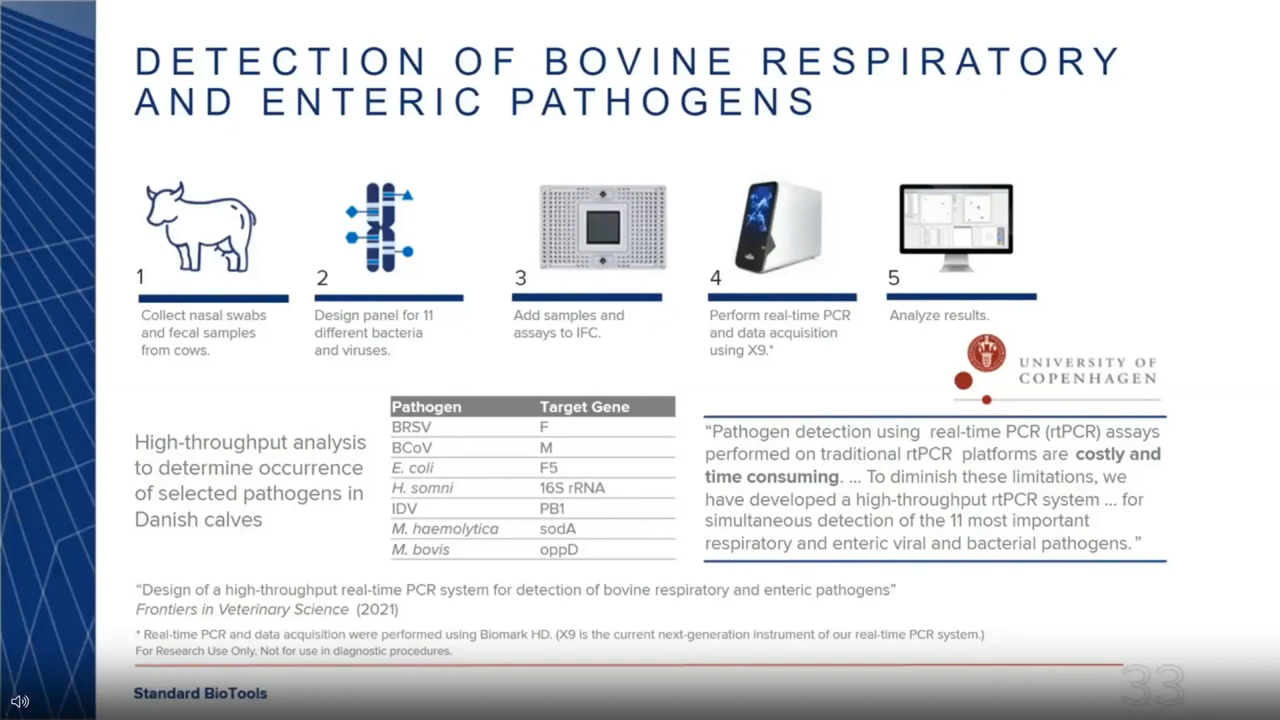 DETECTION OF BOVINE RESPIRATORY
AND ENTERIC PATHOGENS
1
Collect nasal swabs
and fecal samples
from cows.
2
Design panel for 11
different bacteria
and viruses.
3
Add samples and
assays to IFC.
4
Perform real-time PCR
and data acquisition
using X9.*
5
Analyze results.
UNIVERSITY OF
COPENHAGEN
High-throughput analysis
to determine occurrence
of selected pathogens in
Danish calves
Pathogen Target Gene
BRSV F
BCoV M
E. coli F5
H. somni 16S rRNA
IDV PB1
M. haemolytica sodA
M. bovis oppD
“Pathogen detection using real-time PCR (rtPCR) assays
performed on traditional rtPCR platforms are costly and
time consuming. ... To diminish these limitations, we
have developed a high-throughput rtPCR system ... for
simultaneous detection of the 11 most important
respiratory and enteric viral and bacterial pathogens.”
“Design of a high-throughput real-time PCR system for detection of bovine respiratory and enteric pathogens”
Frontiers in Veterinary Science (2021)
* Real-time PCR and data acquisition were performed using Biomark HD. (X9 is the current next-generation instrument of our real-time PCR system.)
For Research Use Only. Not for use in diagnostic procedures.
Standard BioTools
33